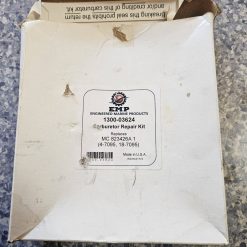 Breaking this seal prohibits the return
and/or crediting of this
carburetor kit.
EMP
ENGINEERED MARINE PRODUCTS
1300-03624
Carburetor Repair Kit
Replaces
MC 823426A 1
(4-7095, 18-7095)
Made in U.S.A.